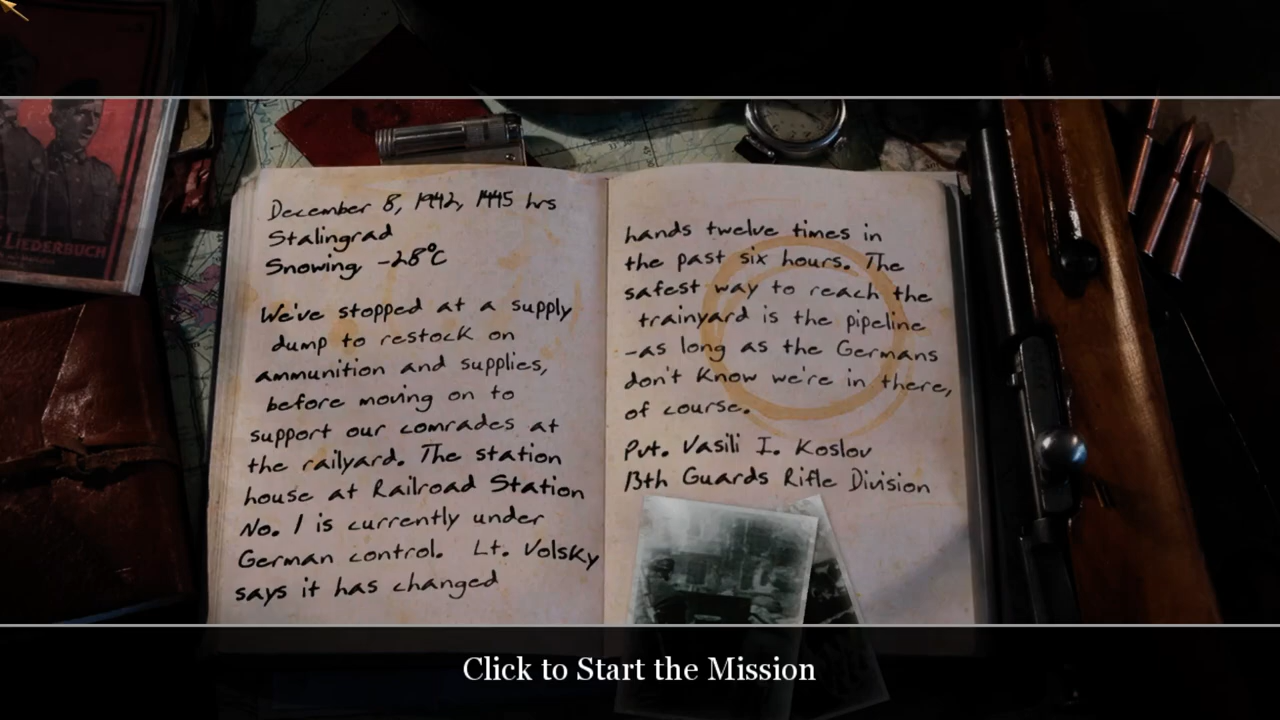 LIEDERBUCH
December 8, 1942, 1445 hrs
Stalingrad
Snowing, -28°C
We've stopped at a supply
dump to restock on
ammunition and supplies,
before moving on to
support our comrades at
the railyard. The station
house at Railroad Station
No. 1 is currently under
German control. Lt. Volsky
says it has changed
hands twelve times in
the past six hours. The
safest way to reach the
trainyard is the pipeline
-as long as the Germans
don't know we're in there,
of course.
Pvt. Vasili I. Koslov
13th Guards Rifle Division
Click to Start the Mission